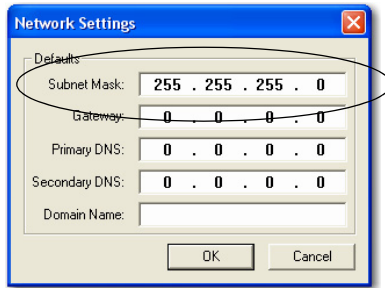 Network Settings
Defaults
Subnet Mask: 255 . 255 . 255 . 0
Gateway: 0 . 0 . 0 . 0
Primary DNS: 0 . 0 . 0 . 0
Secondary DNS: 0 . 0 . 0 . 0
Domain Name:
OK Cancel